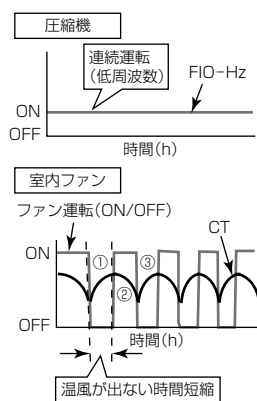 圧縮機
連続運転
(低周波数)
FIO-Hz
ON
OFF
時間(h)
室内ファン
ファン運転(ON/OFF)
CT
ON
① ③
②
OFF
時間(h)
温風が出ない時間短縮